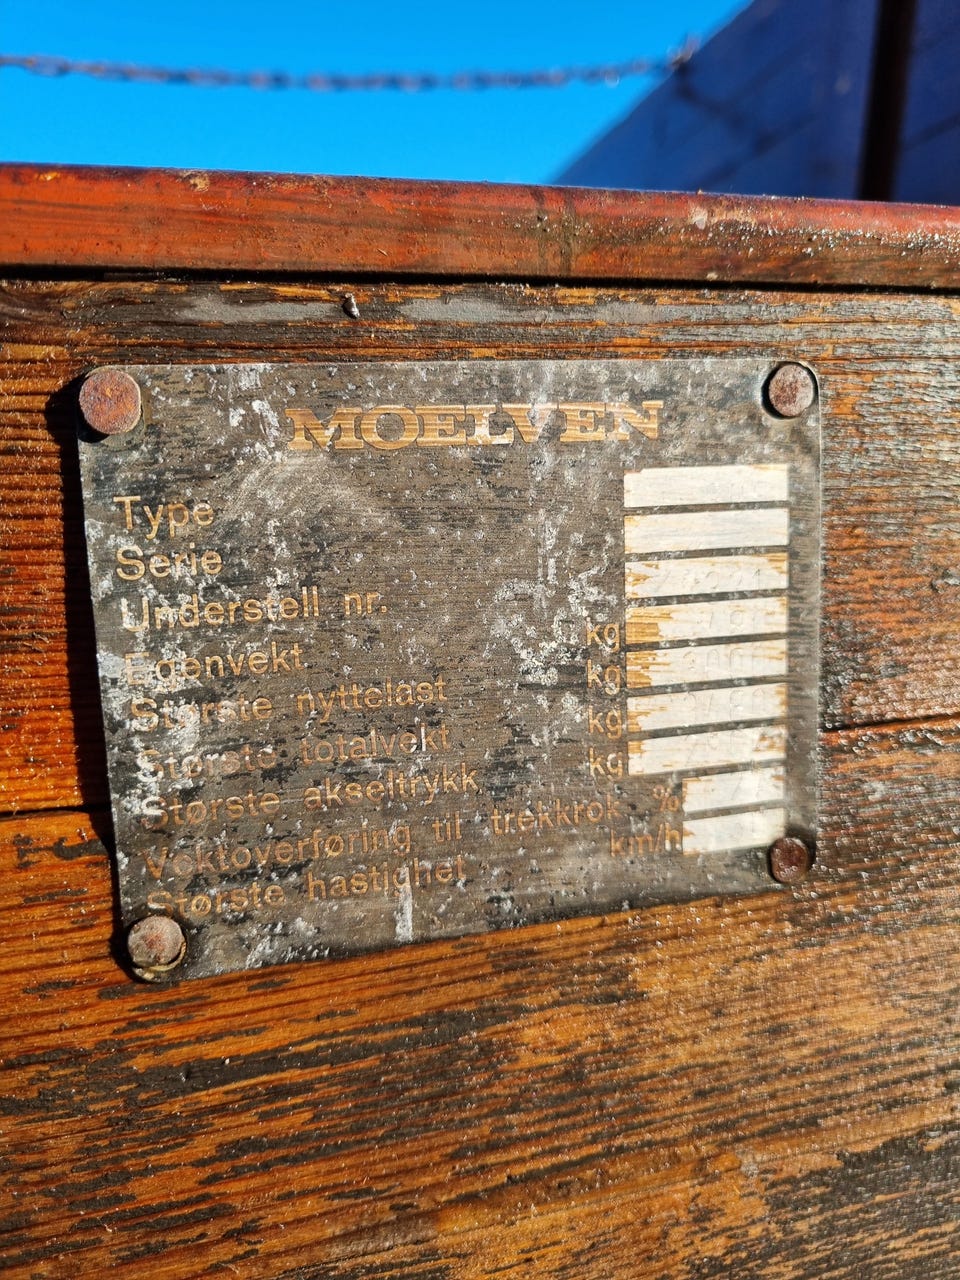 MOELVEN
Type
Serie
Understell nr.
Egenvekt kg
Største nyttelast kg
Største totalvekt kg
Største akseltrykk kg
Vektoverføring til trekkrok %
Største hastighet km/h